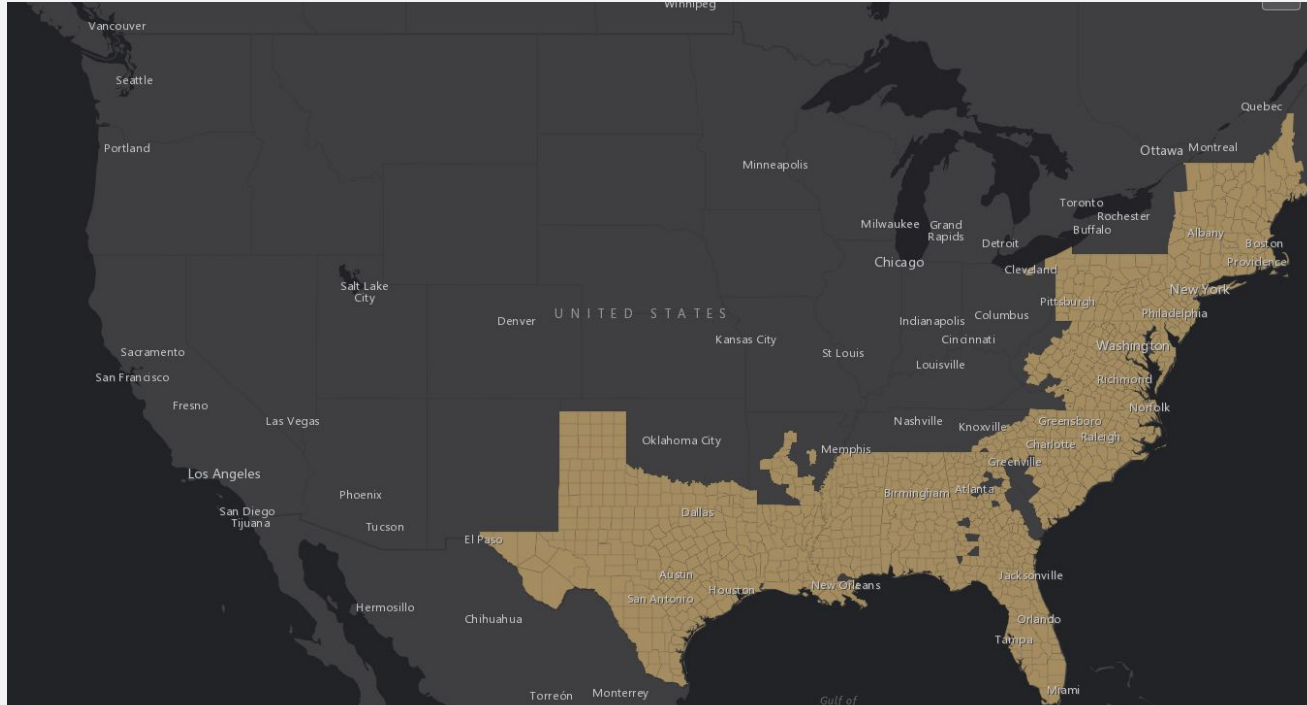 Winnipeg
Vancouver
Seattle
Quebec
Portland
Ottawa
Montreal
Minneapolis
Toronto
Rochester
Milwaukee
Grand
Rapids
Buffalo
Albany
Detroit
Boston
Chicago
Cleveland
Providence
Salt Lake
City
New York
Pittsburgh
Denver
UNITED STATES
Indianapolis
Columbus
Philadelphia
Kansas City
Cincinnati
Washington
Sacramento
St Louis
Louisville
San Francisco
Richmond
Fresno
Norfolk
Las Vegas
Nashville
Knoxville
Greensboro
Oklahoma City
Memphis
Charlotte
Raleigh
Los Angeles
Greenville
Phoenix
Birmingham
Atlanta
San Diego
Tijuana
Tucson
Dallas
El Paso
Austin
Jacksonville
New Orleans
Houston
San Antonio
Hermosillo
Chihuahua
Orlando
Tampa
Torreón
Monterrey
Miami
Gulf of